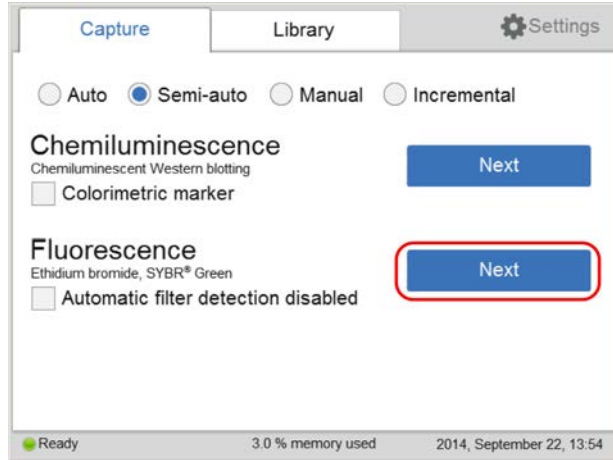 Capture
Library
Settings
Auto Semi-auto Manual Incremental
Chemiluminescence
Chemiluminescent Western blotting
Next
Colorimetric marker
Fluorescence
Ethidium bromide, SYBR® Green
Next
Automatic filter detection disabled
Ready 3.0 % memory used 2014, September 22, 13:54